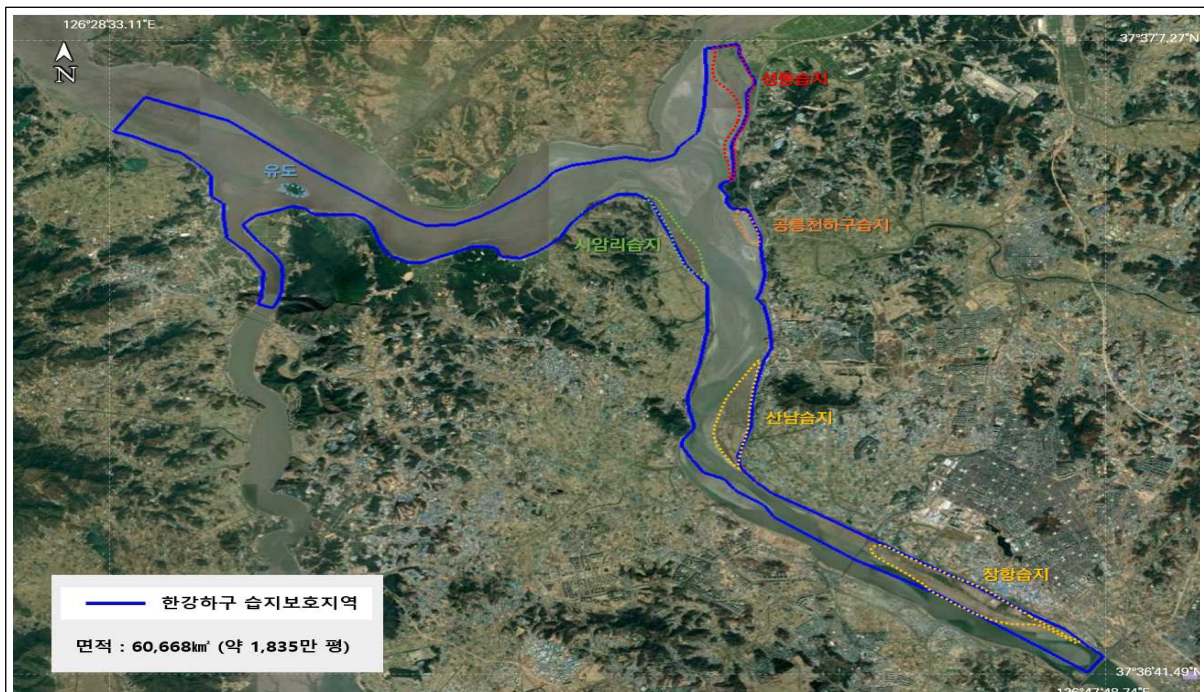 126°28'33.11"E
37°37'7.27"N
N
성동습지
유도
공릉천하구습지
시암리습지
산남습지
장항습지
한강하구 습지보호지역
면적 : 60,668㎢ (약 1,835만 평)
37°36'41.49"N
126°47'48.74"E